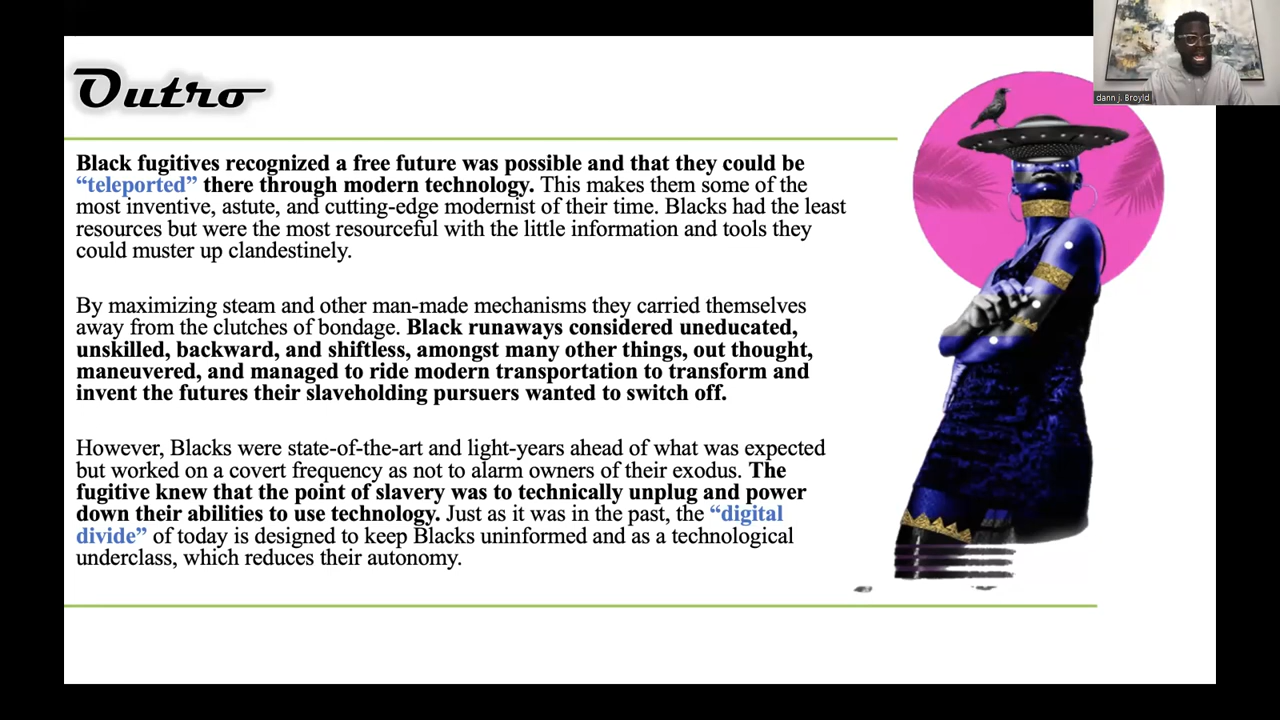 Outro
dann j. Broyld
Black fugitives recognized a free future was possible and that they could be
“teleported” there through modern technology. This makes them some of the
most inventive, astute, and cutting-edge modernist of their time. Blacks had the least
resources but were the most resourceful with the little information and tools they
could muster up clandestinely.
By maximizing steam and other man-made mechanisms they carried themselves
away from the clutches of bondage. Black runaways considered uneducated,
unskilled, backward, and shiftless, amongst many other things, out thought,
maneuvered, and managed to ride modern transportation to transform and
invent the futures their slaveholding pursuers wanted to switch off.
However, Blacks were state-of-the-art and light-years ahead of what was expected
but worked on a covert frequency as not to alarm owners of their exodus. The
fugitive knew that the point of slavery was to technically unplug and power
down their abilities to use technology. Just as it was in the past, the “digital
divide” of today is designed to keep Blacks uninformed and as a technological
underclass, which reduces their autonomy.